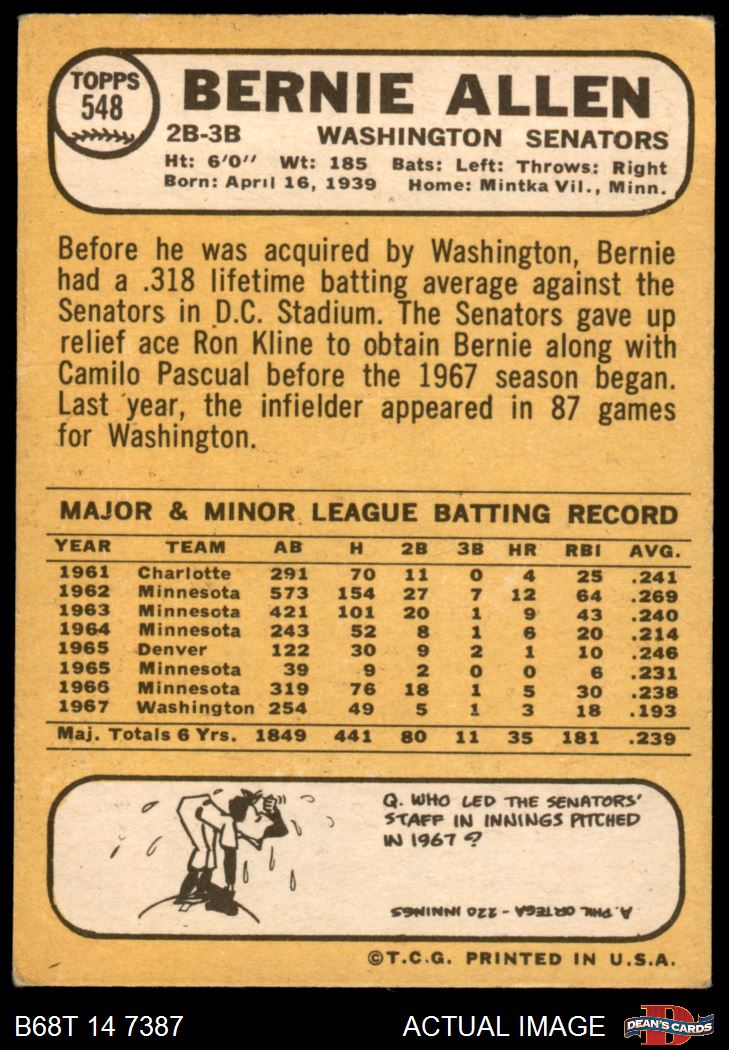 TOPPS
548
BERNIE ALLEN
2B-3B WASHINGTON SENATORS
Ht: 6'0" Wt: 185 Bats: Left: Throws: Right
Born: April 16, 1939 Home: Mintka Vil., Minn.
Before he was acquired by Washington, Bernie
had a .318 lifetime batting average against the
Senators in D.C. Stadium. The Senators gave up
relief ace Ron Kline to obtain Bernie along with
Camilo Pascual before the 1967 season began.
Last year, the infielder appeared in 87 games
for Washington.
MAJOR & MINOR LEAGUE BATTING RECORD
YEAR TEAM AB H 2B 3B HR RBI AVG.
1961 Charlotte 291 70 11 0 4 25 .241
1962 Minnesota 573 154 27 7 12 64 .269
1963 Minnesota 421 101 20 1 9 43 .240
1964 Minnesota 243 52 8 1 6 20 .214
1965 Denver 122 30 9 2 1 10 .246
1965 Minnesota 39 9 2 0 0 6 .231
1966 Minnesota 319 76 18 1 5 30 .238
1967 Washington 254 49 5 1 3 18 .193
Maj. Totals 6 Yrs. 1849 441 80 11 35 181 .239
Q. WHO LED THE SENATORS'
STAFF IN INNINGS PITCHED
IN 1967 ?
A. PHIL ORTEGA - 220 INNINGS
©T.C.G. PRINTED IN U.S.A.
B68T 14 7387 ACTUAL IMAGE
D
DEAN'S CARDS